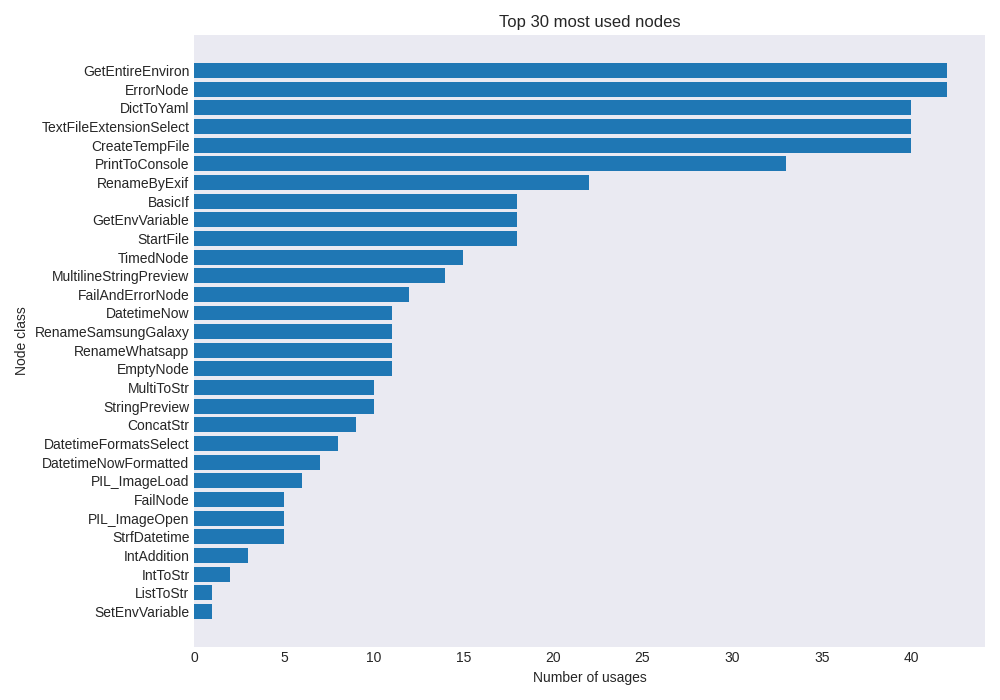 Top 30 most used nodes
GetEntireEnviron
ErrorNode
DictToYaml
TextFileExtensionSelect
CreateTempFile
PrintToConsole
RenameByExif
BasicIf
GetEnvVariable
StartFile
TimedNode
MultilineStringPreview
FailAndErrorNode
DatetimeNow
RenameSamsungGalaxy
RenameWhatsapp
EmptyNode
MultiToStr
StringPreview
ConcatStr
DatetimeFormatsSelect
DatetimeNowFormatted
PIL_ImageLoad
FailNode
PIL_ImageOpen
StrfDatetime
IntAddition
IntToStr
ListToStr
SetEnvVariable
Node class
0 5 10 15 20 25 30 35 40
Number of usages